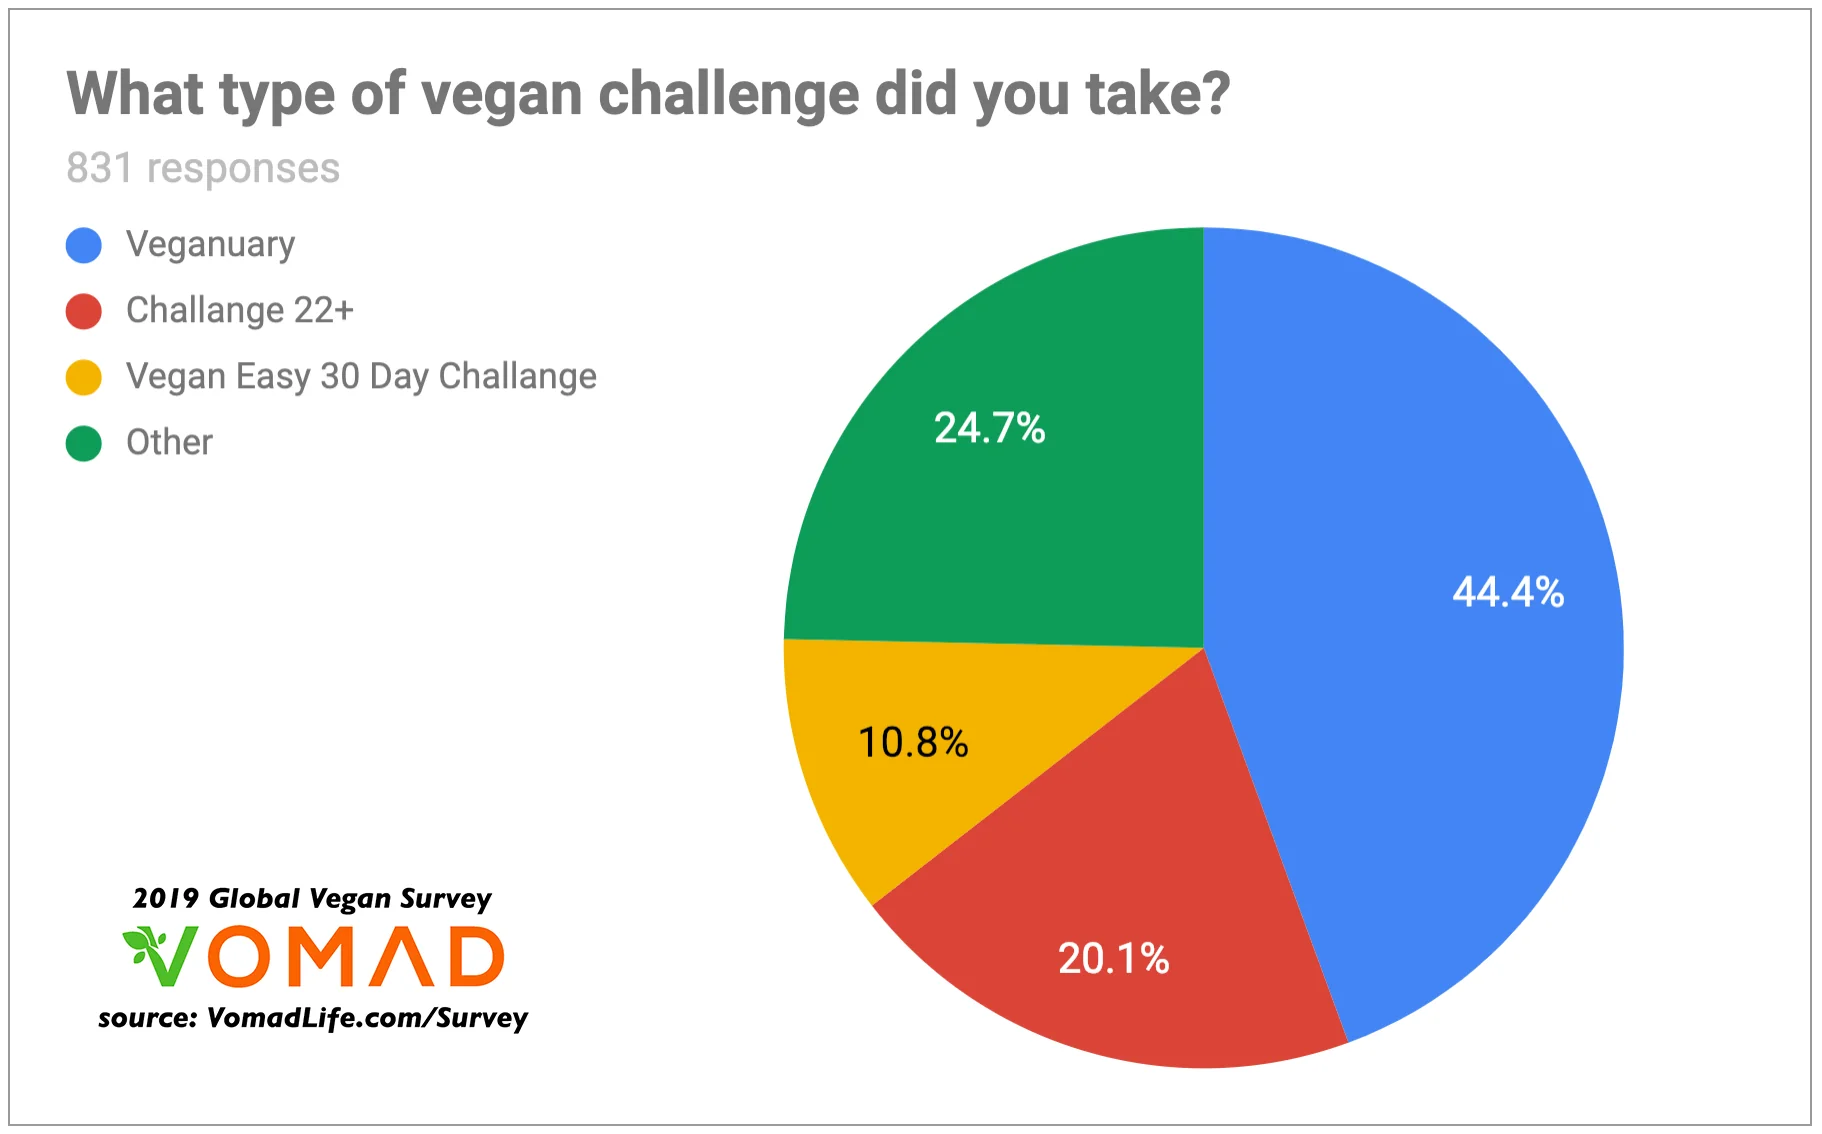 What type of vegan challenge did you take?
831 responses
Veganuary
Challange 22+
Vegan Easy 30 Day Challange
Other
24.7%
44.4%
10.8%
20.1%
2019 Global Vegan Survey
VOMAD
source: VomadLife.com/Survey